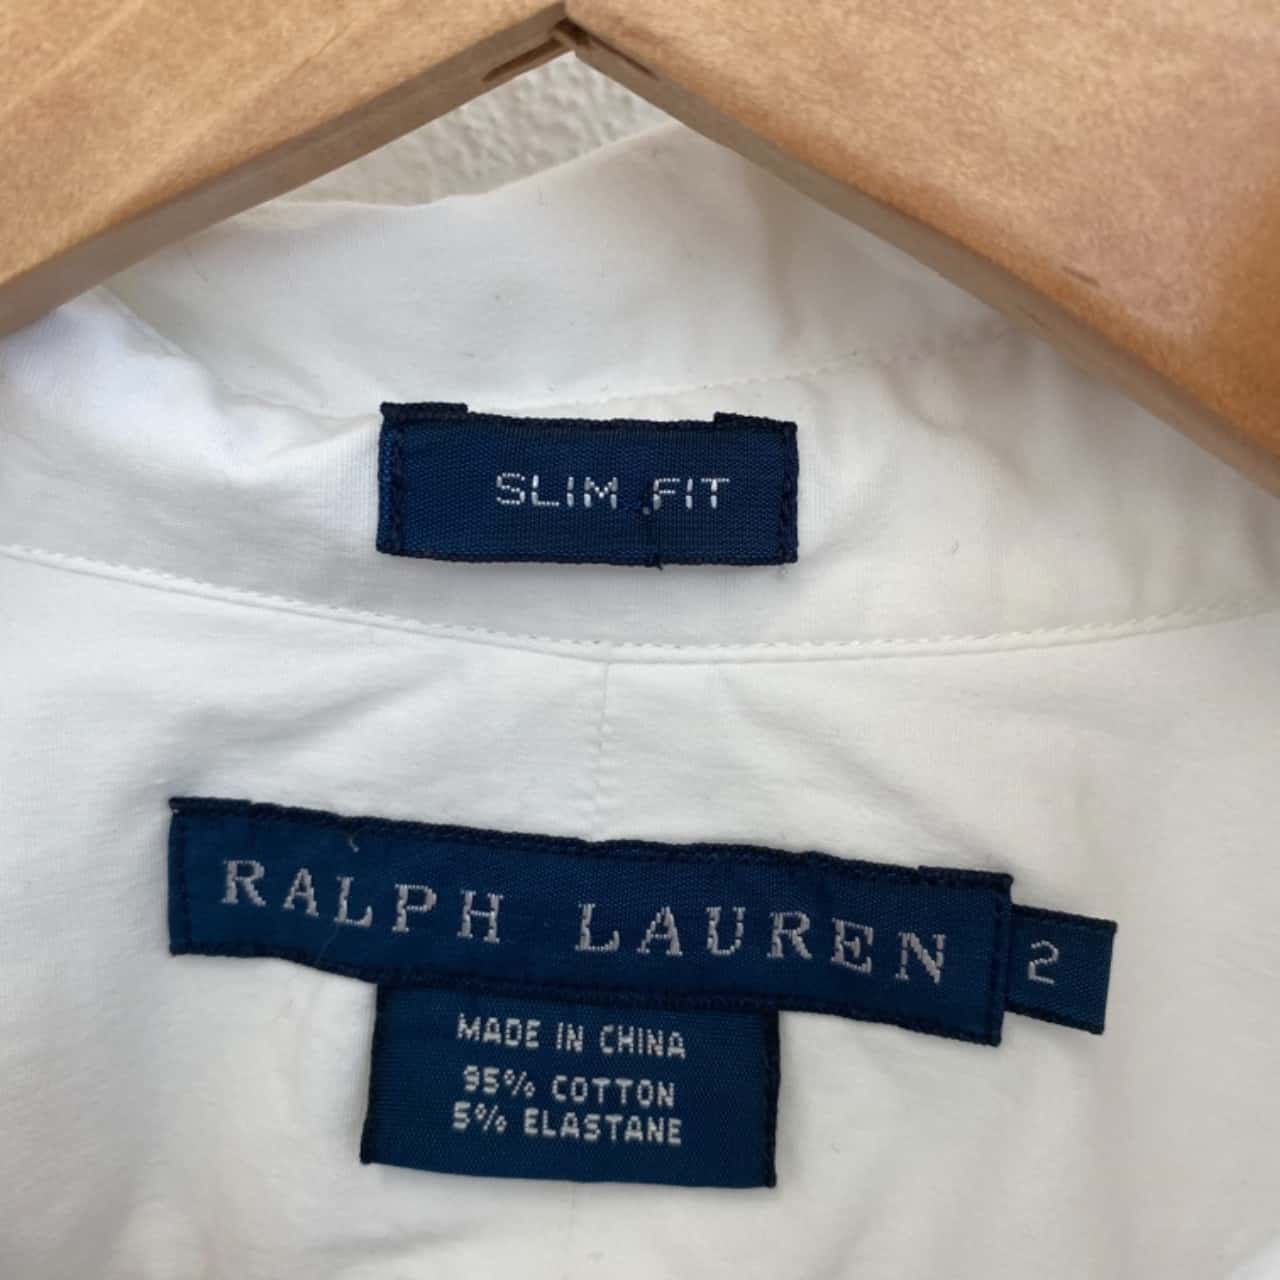 SLIM FIT
RALPH LAUREN
2
MADE IN CHINA
95% COTTON
5% ELASTANE